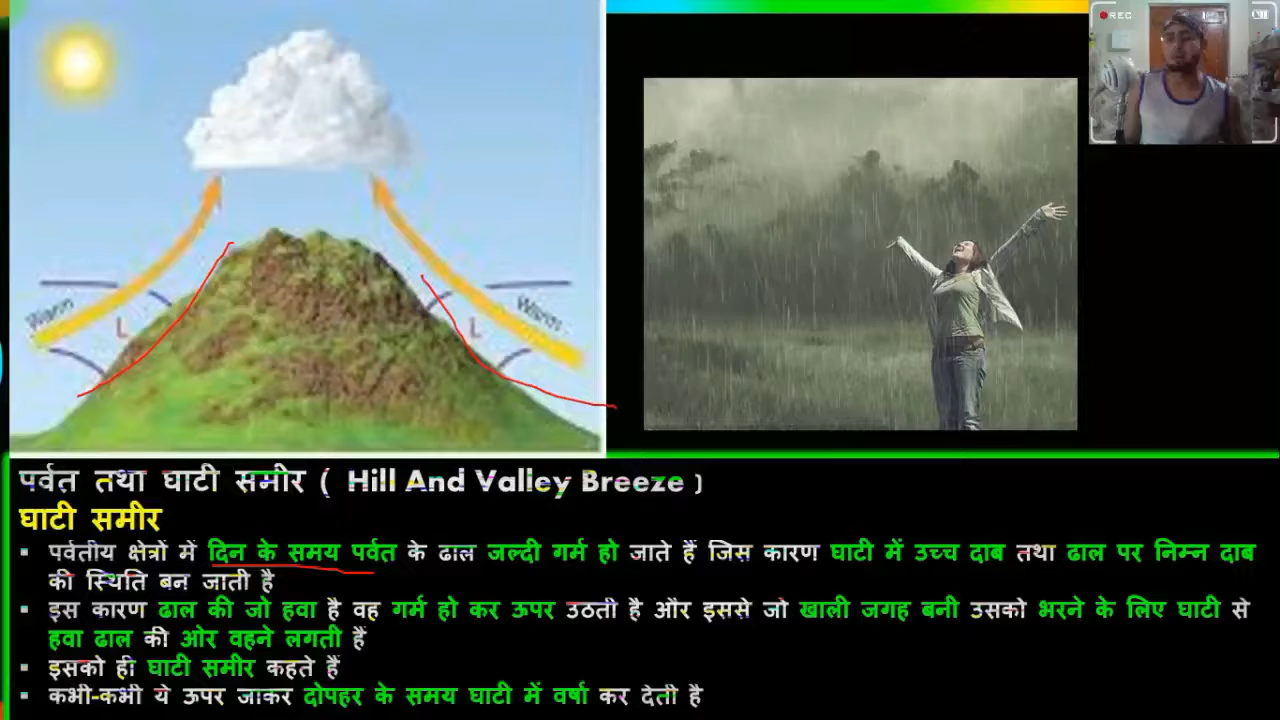 REC
Warm
Warm
L
L
पर्वत तथा घाटी समीर ( Hill And Valley Breeze )
घाटी समीर
▪ पर्वतीय क्षेत्रों में दिन के समय पर्वत के ढाल जल्दी गर्म हो जाते हैं जिस कारण घाटी में उच्च दाब तथा ढाल पर निम्न दाब
की स्थिति बन जाती है
▪ इस कारण ढाल की जो हवा है वह गर्म हो कर ऊपर उठती है और इससे जो खाली जगह बनी उसको भरने के लिए घाटी से
हवा ढाल की ओर वहने लगती हैं
▪ इसको ही घाटी समीर कहते हैं
▪ कभी-कभी ये ऊपर जाकर दोपहर के समय घाटी में वर्षा कर देती है